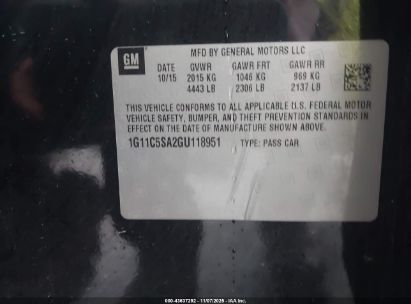 GM
MFD BY GENERAL MOTORS LLC
10/15 GVWR GAWR FRT GAWR RR
2015 KG 1046 KG 969 KG
4443 LB 2306 LB 2137 LB
THIS VEHICLE CONFORMS TO ALL APPLICABLE U.S. FEDERAL MOTOR
VEHICLE SAFETY, BUMPER, AND THEFT PREVENTION STANDARDS IN
EFFECT ON THE DATE OF MANUFACTURE SHOWN ABOVE.
1G11C5SA2GU118951 TYPE: PASS CAR